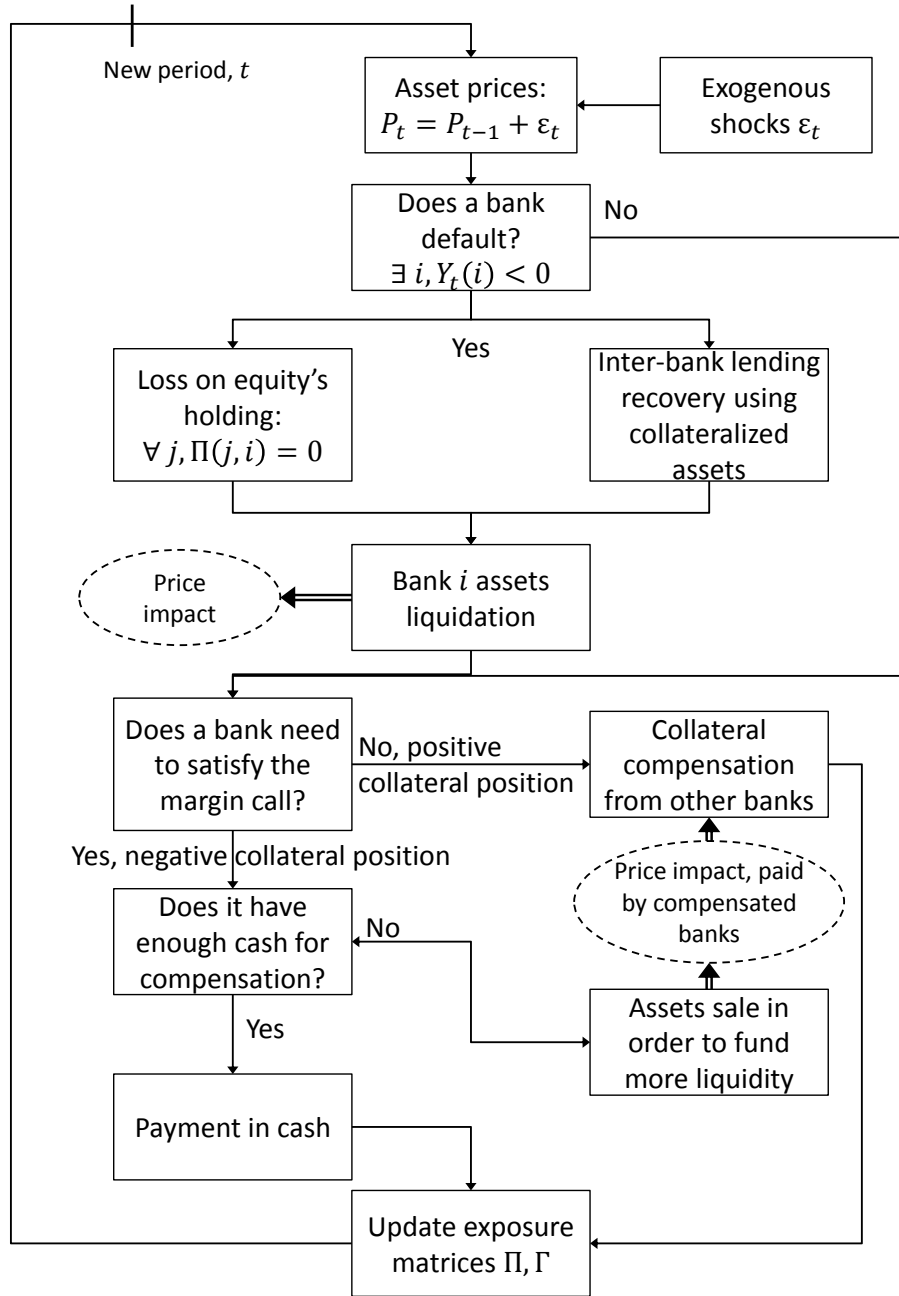 New period, t
Asset prices:
P_t = P_{t−1} + ε_t
Exogenous
shocks ε_t
Does a bank
default?
∃ i, Y_t(i) < 0
No
Yes
Loss on equity's
holding:
∀ j, Π(j, i) = 0
Inter-bank lending
recovery using
collateralized
assets
Price
impact
Bank i assets
liquidation
Does a bank need
to satisfy the
margin call?
No, positive
collateral position
Collateral
compensation
from other banks
Yes, negative collateral position
Price impact, paid
by compensated
banks
Does it have
enough cash for
compensation?
No
Assets sale in
order to fund
more liquidity
Yes
Payment in cash
Update exposure
matrices Π, Γ